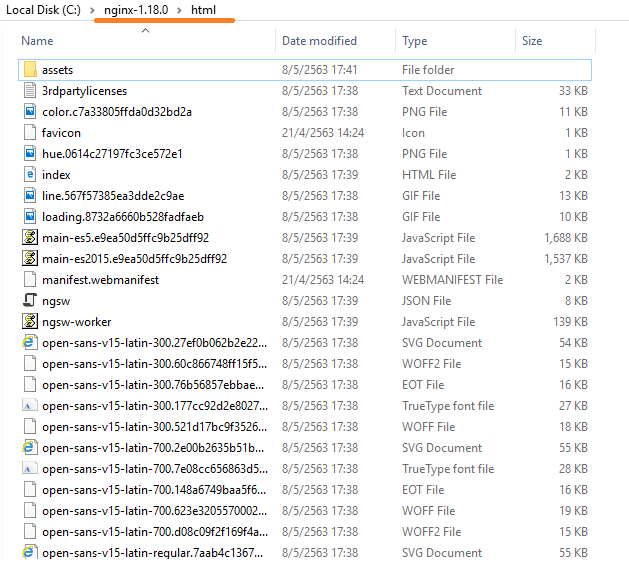 Local Disk (C:) > nginx-1.18.0 > html
Name Date modified Type Size
assets 8/5/2563 17:41 File folder
3rdpartylicenses 8/5/2563 17:38 Text Document 33 KB
color.c7a33805ffda0d32bd2a 8/5/2563 17:38 PNG File 11 KB
favicon 21/4/2563 14:24 Icon 1 KB
hue.0614c27197fc3ce572e1 8/5/2563 17:38 PNG File 1 KB
index 8/5/2563 17:39 HTML File 2 KB
line.567f57385ea3dde2c9ae 8/5/2563 17:38 GIF File 13 KB
loading.8732a6660b528fadfaeb 8/5/2563 17:38 GIF File 10 KB
main-es5.e9ea50d5ffc9b25dff92 8/5/2563 17:39 JavaScript File 1,688 KB
main-es2015.e9ea50d5ffc9b25dff92 8/5/2563 17:39 JavaScript File 1,537 KB
manifest.webmanifest 21/4/2563 14:24 WEBMANIFEST File 2 KB
ngsw 8/5/2563 17:39 JSON File 8 KB
ngsw-worker 8/5/2563 17:39 JavaScript File 139 KB
open-sans-v15-latin-300.27ef0b062b2e22... 8/5/2563 17:38 SVG Document 54 KB
open-sans-v15-latin-300.60c866748ff15f5... 8/5/2563 17:38 WOFF2 File 15 KB
open-sans-v15-latin-300.76b56857ebbae... 8/5/2563 17:38 EOT File 16 KB
open-sans-v15-latin-300.177cc92d2e8027... 8/5/2563 17:38 TrueType font file 27 KB
open-sans-v15-latin-300.521d17bc9f3526... 8/5/2563 17:38 WOFF File 18 KB
open-sans-v15-latin-700.2e00b2635b51b... 8/5/2563 17:38 SVG Document 55 KB
open-sans-v15-latin-700.7e08cc656863d5... 8/5/2563 17:38 TrueType font file 28 KB
open-sans-v15-latin-700.148a6749baa5f6... 8/5/2563 17:38 EOT File 16 KB
open-sans-v15-latin-700.623e3205570002... 8/5/2563 17:38 WOFF File 19 KB
open-sans-v15-latin-700.d08c09f2f169f4a... 8/5/2563 17:38 WOFF2 File 15 KB
open-sans-v15-latin-regular.7aab4c1367... 8/5/2563 17:38 SVG Document 55 KB